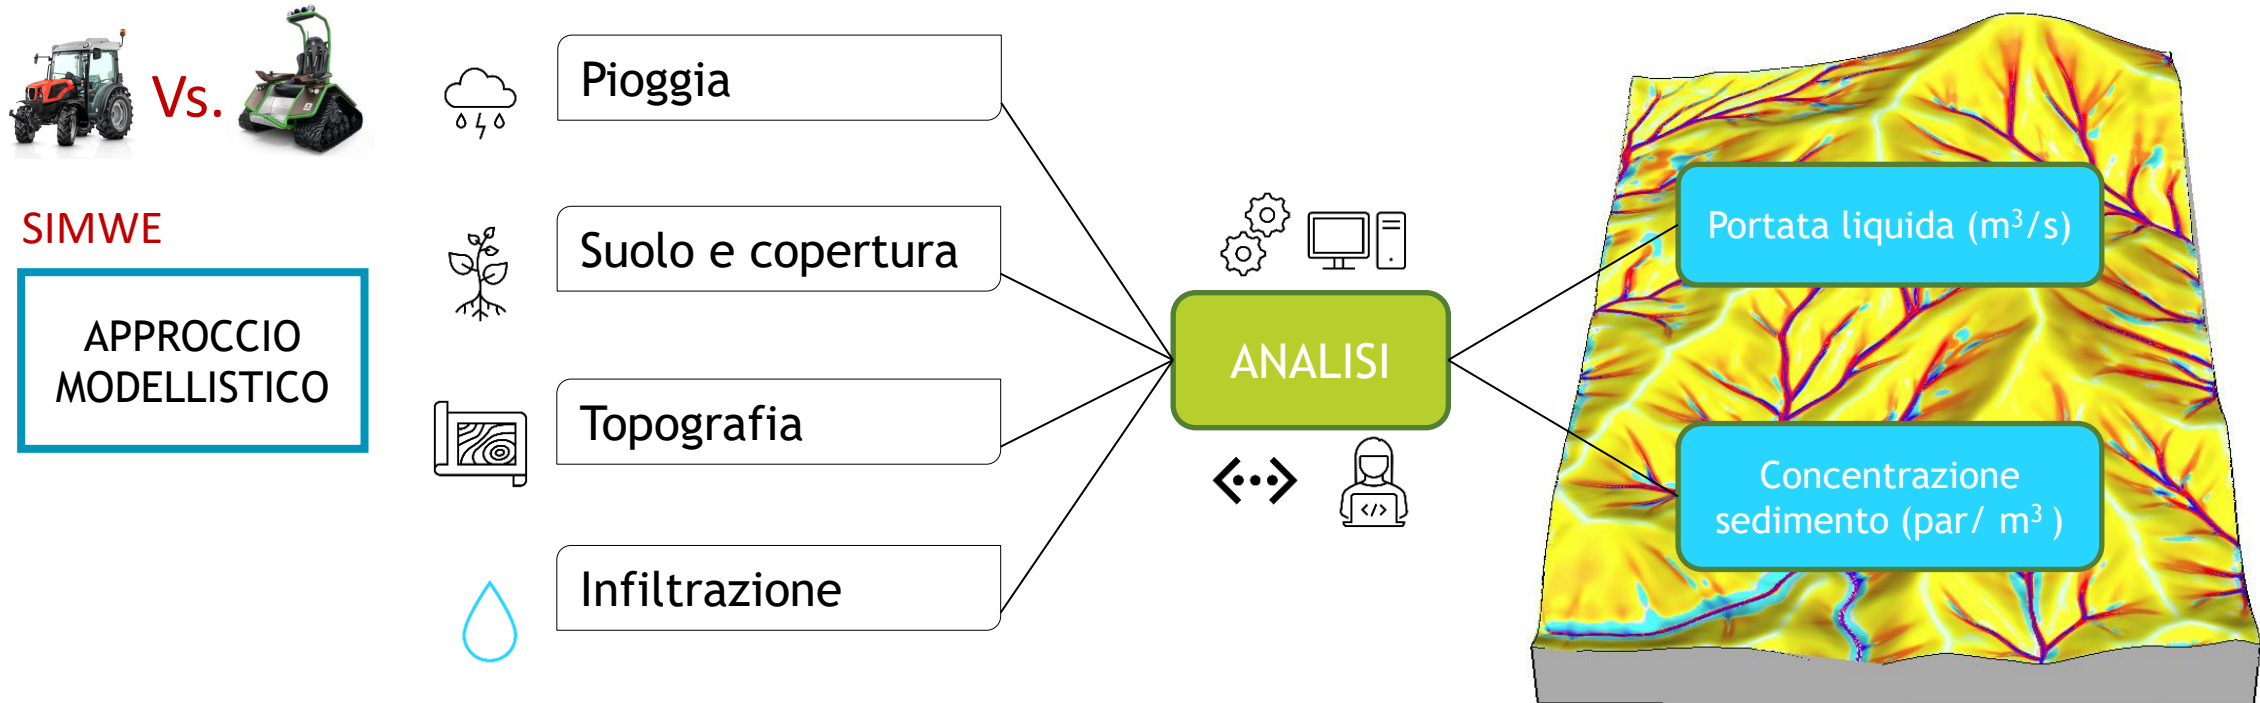 Vs.
SIMWE
APPROCCIO
MODELLISTICO
Pioggia
Suolo e copertura
Topografia
Infiltrazione
ANALISI
</>
Portata liquida (m³/s)
Concentrazione
sedimento (par/ m³ )